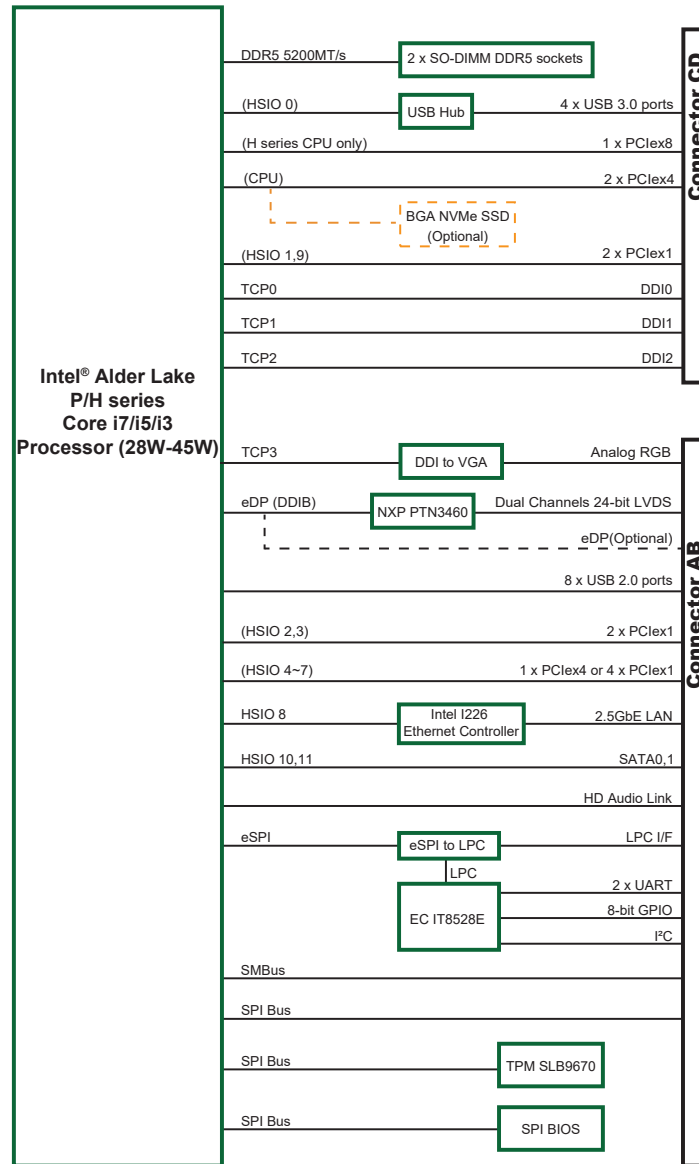 DDR5 5200MT/s
2 x SO-DIMM DDR5 sockets
(HSIO 0)
USB Hub
4 x USB 3.0 ports
(H series CPU only)
1 x PCIex8
(CPU)
2 x PCIex4
BGA NVMe SSD
(Optional)
(HSIO 1,9)
2 x PCIex1
TCP0
DDI0
TCP1
DDI1
TCP2
DDI2
Connector CD
Intel® Alder Lake
P/H series
Core i7/i5/i3
Processor (28W-45W)
TCP3
DDI to VGA
Analog RGB
eDP (DDIB)
NXP PTN3460
Dual Channels 24-bit LVDS
eDP(Optional)
8 x USB 2.0 ports
(HSIO 2,3)
2 x PCIex1
(HSIO 4~7)
1 x PCIex4 or 4 x PCIex1
HSIO 8
Intel I226
Ethernet Controller
2.5GbE LAN
HSIO 10,11
SATA0,1
HD Audio Link
eSPI
eSPI to LPC
LPC I/F
LPC
EC IT8528E
2 x UART
8-bit GPIO
I²C
SMBus
SPI Bus
SPI Bus
TPM SLB9670
SPI Bus
SPI BIOS
Connector AB